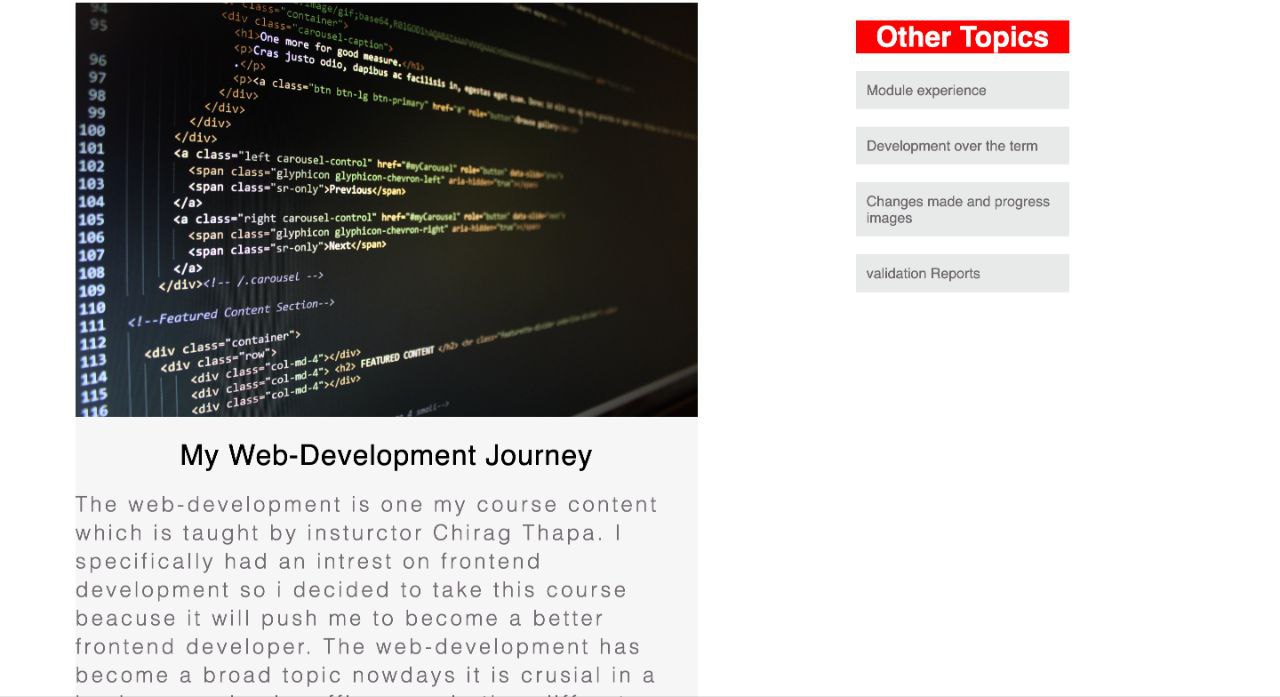 94
95
<div class="container">
<div class="carousel-caption">
<h1>One more for good measure.</h1>
96
<p>Cras justo odio, dapibus ac facilisis in, egestas eget quam.
.</p>
97
<p><a class="btn btn-lg btn-primary" href="#" role="button">
98
</div>
99
</div>
100
</div>
101
</div>
102
<a class="left carousel-control" href="#myCarousel" role="button"
103
<span class="glyphicon glyphicon-chevron-left" aria-hidden="true"></span>
104
<span class="sr-only">Previous</span>
105
</a>
106
<a class="right carousel-control" href="#myCarousel" role="button"
107
<span class="glyphicon glyphicon-chevron-right" aria-hidden="true"></span>
108
<span class="sr-only">Next</span>
109
</a>
110
</div><!-- /.carousel -->
111
<!--Featured Content Section-->
112
113
<div class="container">
114
<div class="row">
115
<div class="col-md-4"></div>
116
<div class="col-md-4"> <h2> FEATURED CONTENT </h2>
<div class="col-md-4"></div>
My Web-Development Journey
The web-development is one my course content
which is taught by insturctor Chirag Thapa. I
specifically had an intrest on frontend
development so i decided to take this course
beacuse it will push me to become a better
frontend developer. The web-development has
become a broad topic nowdays it is crusial in a
Other Topics
Module experience
Development over the term
Changes made and progress
images
validation Reports